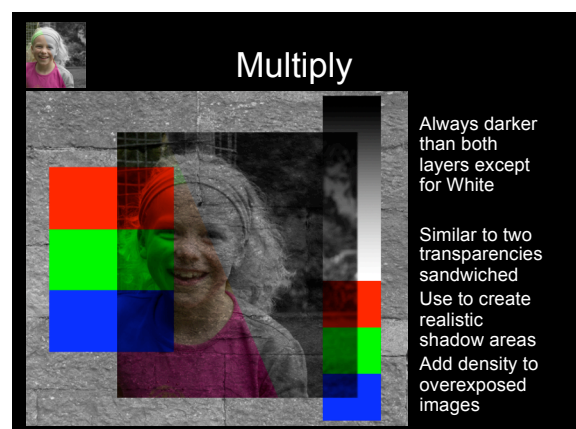 Multiply
Always darker
than both
layers except
for White
Similar to two
transparencies
sandwiched
Use to create
realistic
shadow areas
Add density to
overexposed
images